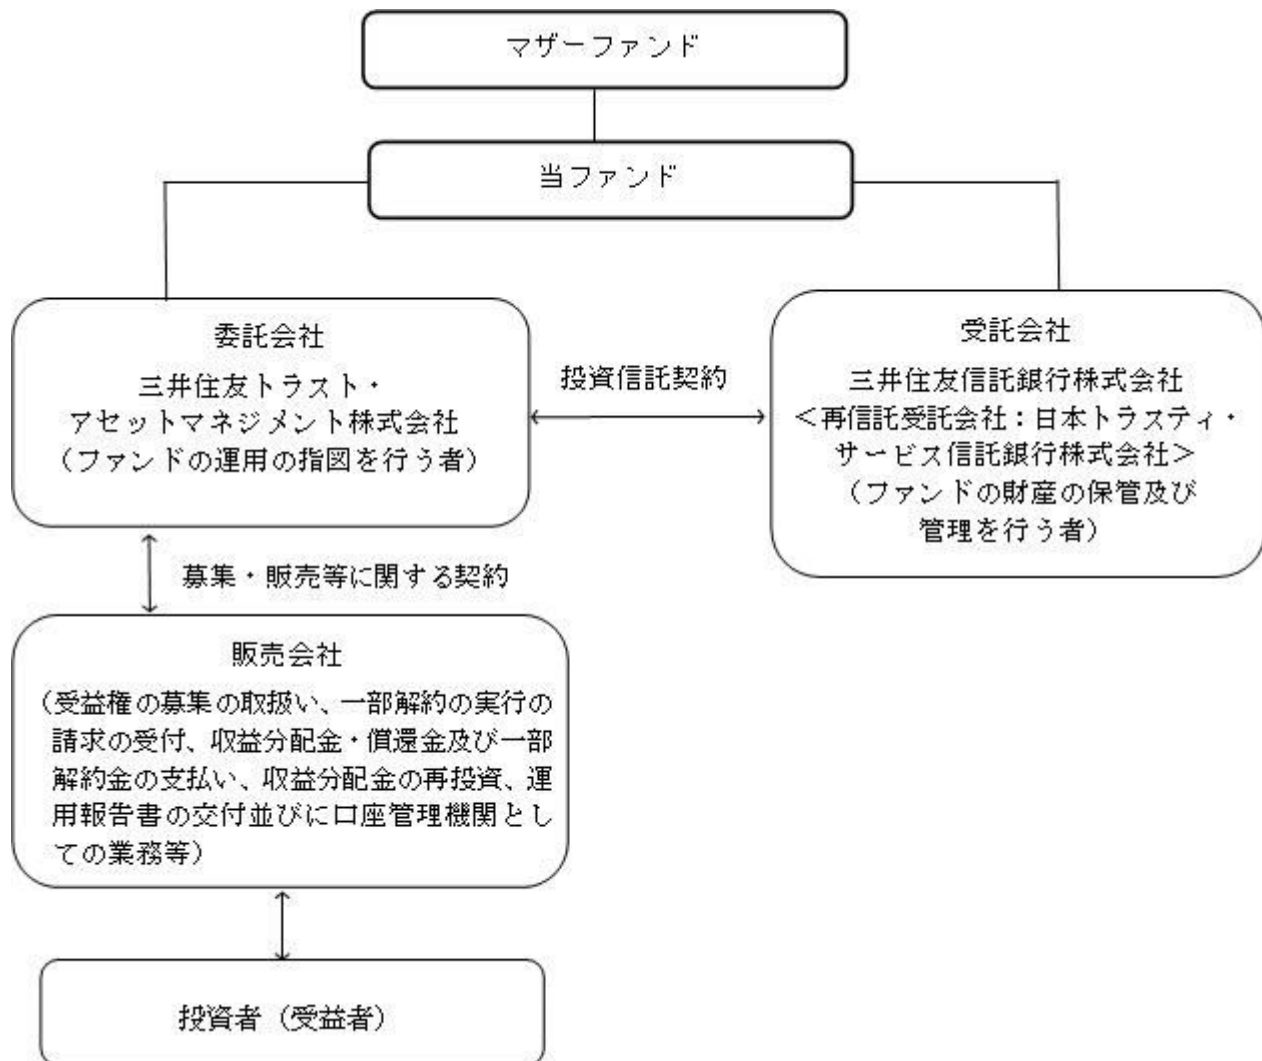 マザーファンド
当ファンド
委託会社
三井住友トラスト・
アセットマネジメント株式会社
（ファンドの運用の指図を行う者）
投資信託契約
受託会社
三井住友信託銀行株式会社
＜再信託受託会社：日本トラスティ・
サービス信託銀行株式会社＞
（ファンドの財産の保管及び
管理を行う者）
募集・販売等に関する契約
販売会社
（受益権の募集の取扱い、一部解約の実行の
請求の受付、収益分配金・償還金及び一部
解約金の支払い、収益分配金の再投資、運
用報告書の交付並びに口座管理機関とし
ての業務等）
投資者（受益者）